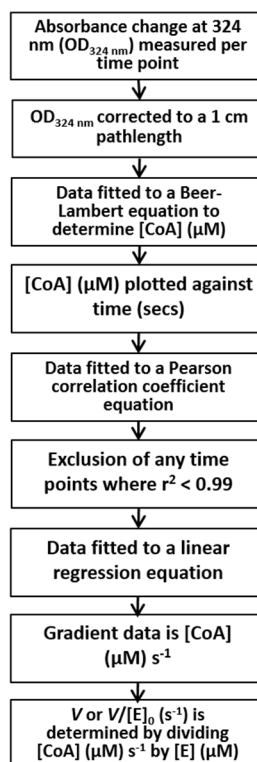 Absorbance change at 324
nm (OD₃₂₄ ₙₘ) measured per
time point
OD₃₂₄ ₙₘ corrected to a 1 cm
pathlength
Data fitted to a Beer-
Lambert equation to
determine [CoA] (μM)
[CoA] (μM) plotted against
time (secs)
Data fitted to a Pearson
correlation coefficient
equation
Exclusion of any time
points where r² < 0.99
Data fitted to a linear
regression equation
Gradient data is [CoA]
(μM) s⁻¹
V or V/[E]₀ (s⁻¹) is
determined by dividing
[CoA] (μM) s⁻¹ by [E] (μM)